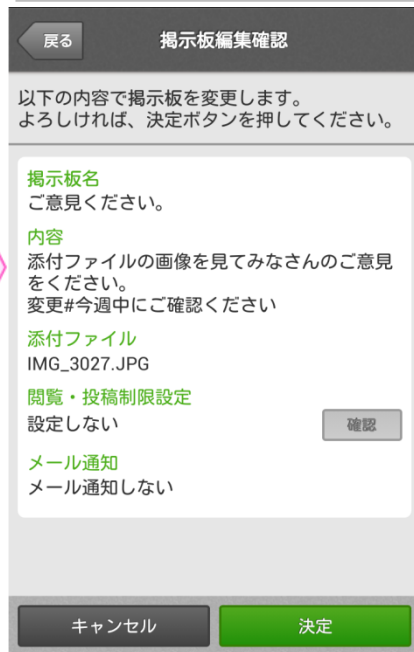 戻る
掲示板編集確認
以下の内容で掲示板を変更します。
よろしければ、決定ボタンを押してください。
掲示板名
ご意見ください。
内容
添付ファイルの画像を見てみなさんのご意見
をください。
変更#今週中にご確認ください
添付ファイル
IMG_3027.JPG
閲覧・投稿制限設定
設定しない
確認
メール通知
メール通知しない
キャンセル
決定